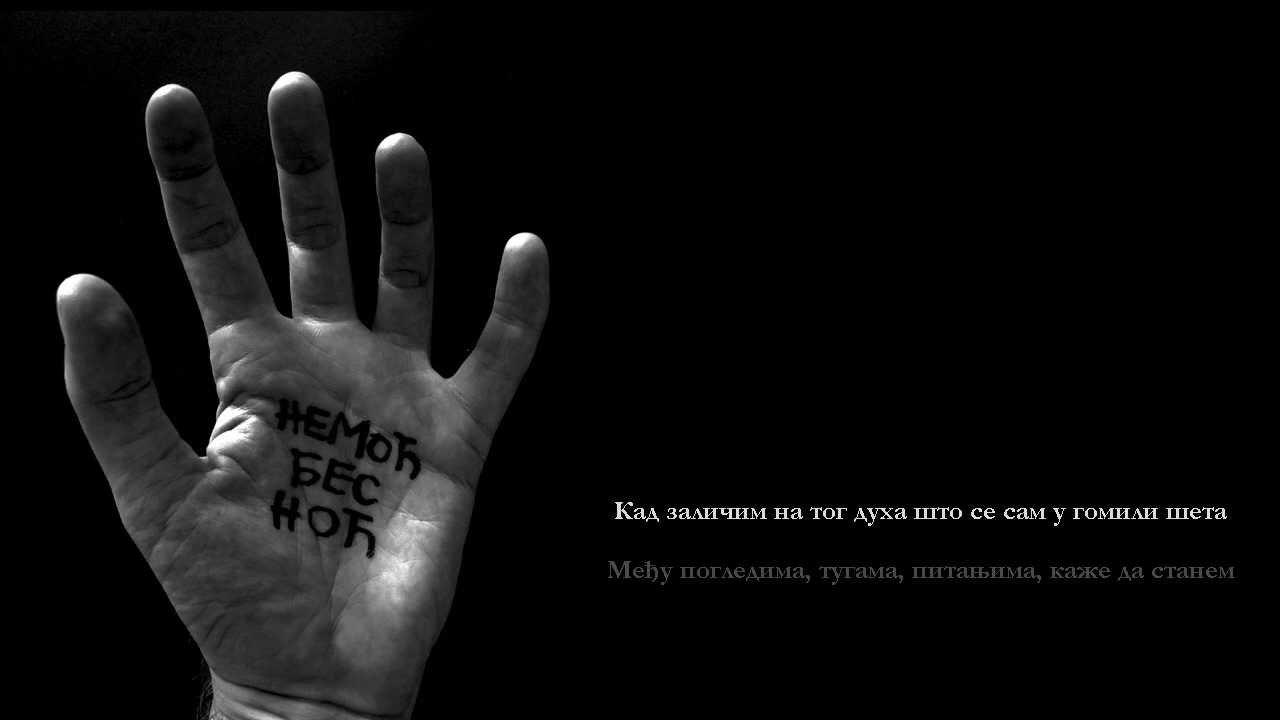 НЕМОЋ
БЕС
НОЋ
Кад заличим на тог духа што се сам у гомили шета
Међу погледима, тугама, питањима, каже да станем